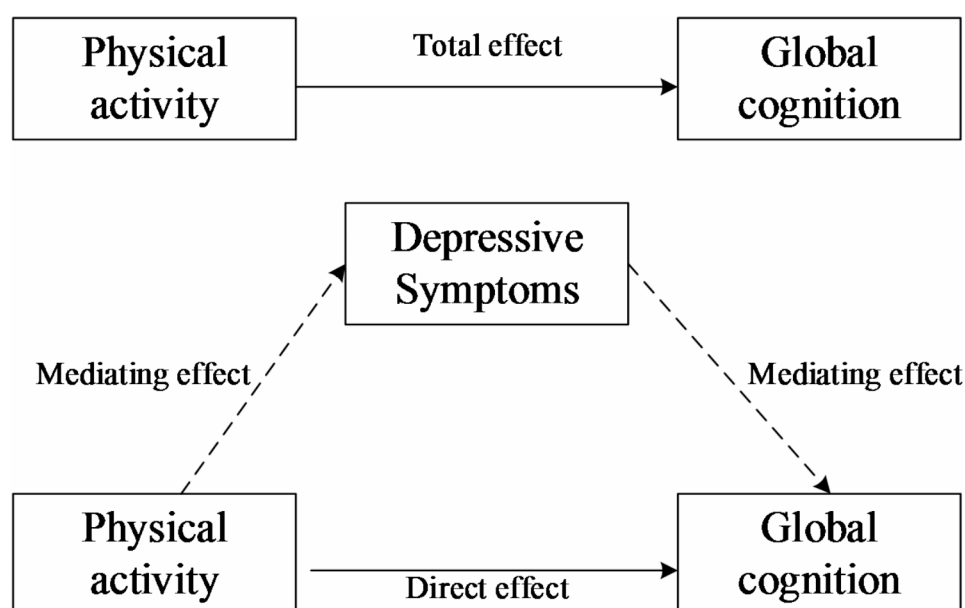 Physical
activity
Total effect
Global
cognition
Depressive
Symptoms
Mediating effect
Mediating effect
Physical
activity
Direct effect
Global
cognition